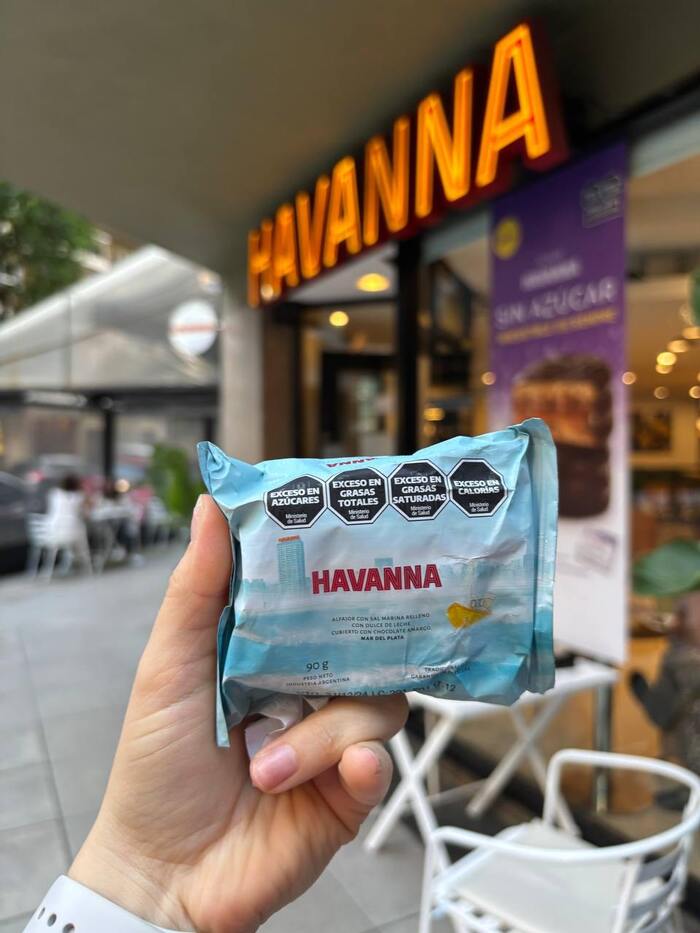 HAVANNA
HAVANNA
SIN AZÚCAR
HAVANNA
EXCESO EN
AZÚCARES
Ministerio
de Salud
EXCESO EN
GRASAS
TOTALES
Ministerio
de Salud
EXCESO EN
GRASAS
SATURADAS
Ministerio
de Salud
EXCESO EN
CALORÍAS
Ministerio
de Salud
HAVANNA
ALFAJOR CON SAL MARINA RELLENO
CON DULCE DE LECHE
CUBIERTO CON CHOCOLATE AMARGO
MAR DEL PLATA
90 g
PESO NETO
INDUSTRIA ARGENTINA